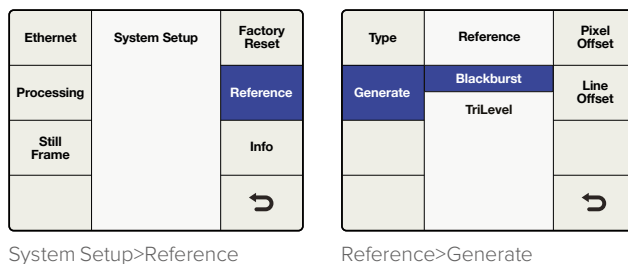 Ethernet
System Setup
Factory
Reset
Processing
Reference
Still
Frame
Info
System Setup>Reference
Type
Reference
Pixel
Offset
Generate
Blackburst
TriLevel
Line
Offset
Reference>Generate